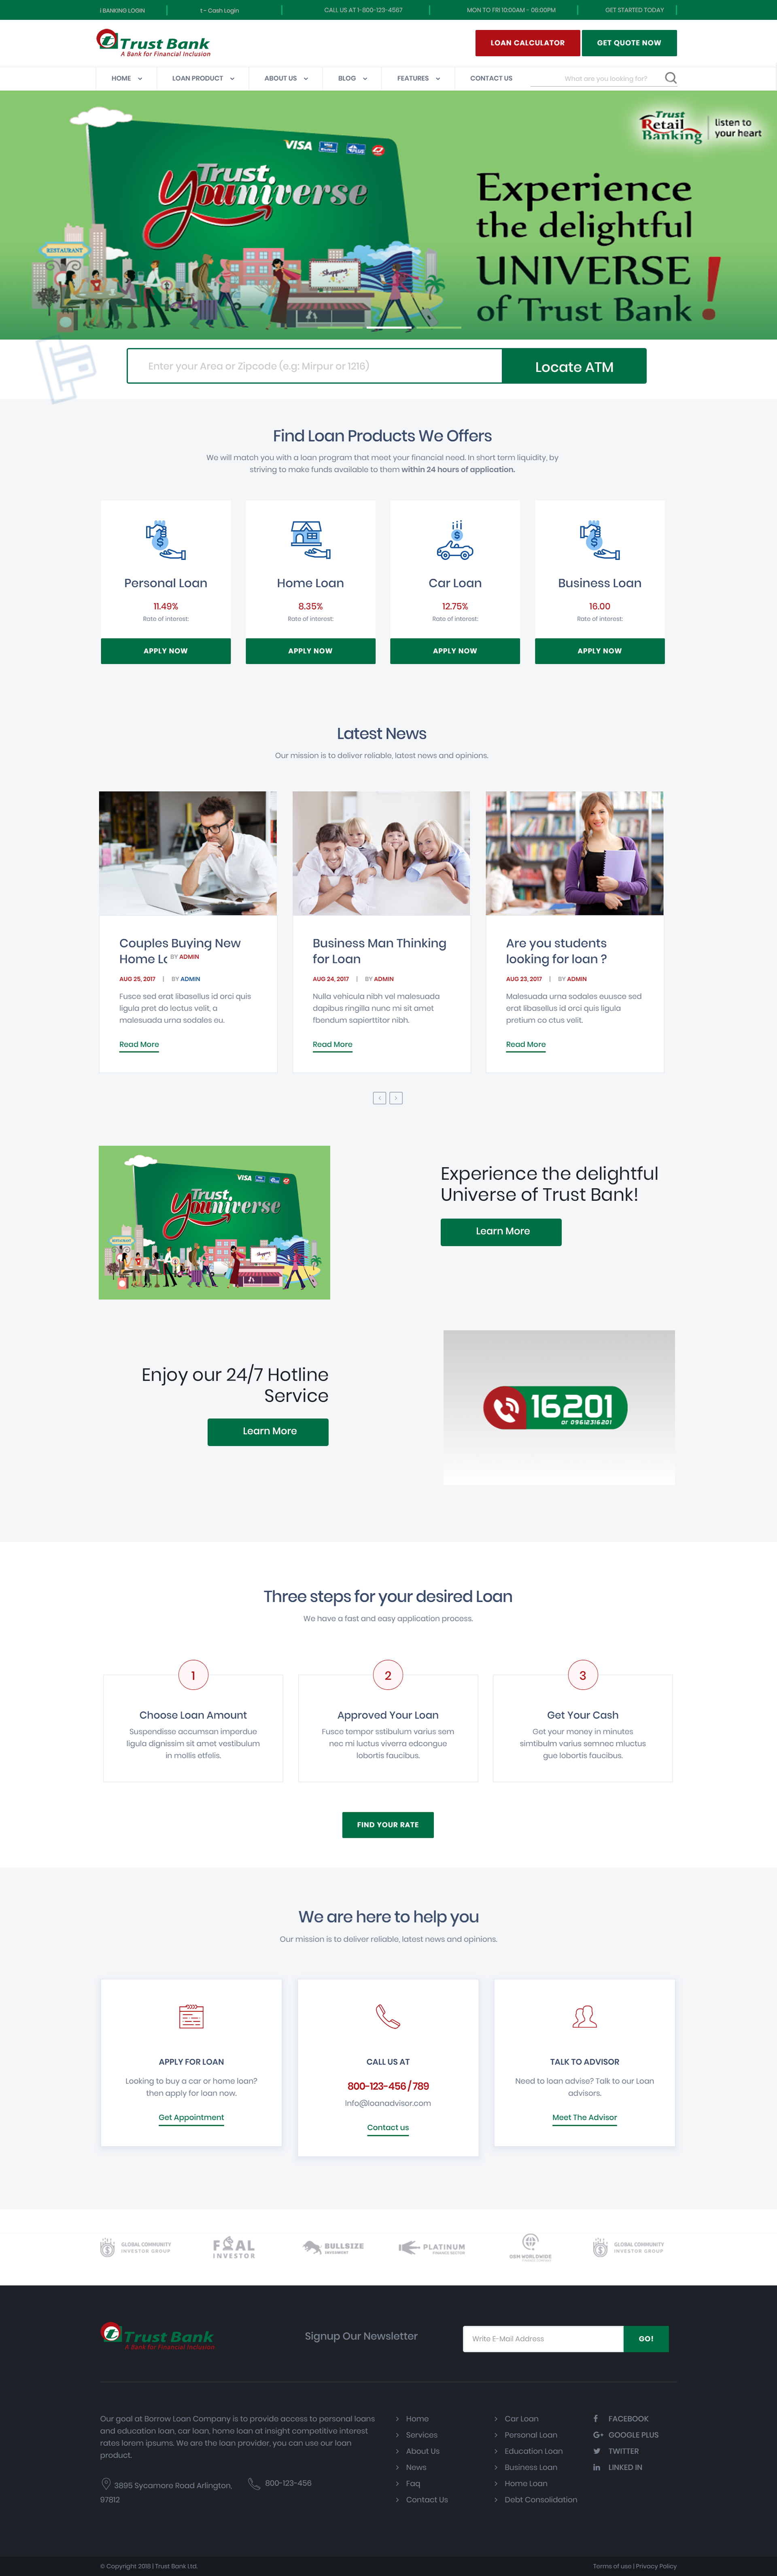 i BANKING LOGIN
t - Cash Login
CALL US AT 1-800-123-4567
MON TO FRI 10:00AM - 06:00PM
GET STARTED TODAY
Trust Bank
A Bank for Financial Inclusion
LOAN CALCULATOR
GET QUOTE NOW
HOME
LOAN PRODUCT
ABOUT US
BLOG
FEATURES
CONTACT US
What are you looking for?
Trust
Retail
Banking
listen to
your heart
VISA
Trust
Youniverse
RESTAURANT
Shopping
Experience
the delightful
UNIVERSE
of Trust Bank !
Enter your Area or Zipcode (e.g: Mirpur or 1216)
Locate ATM
Find Loan Products We Offers
We will match you with a loan program that meet your financial need. In short term liquidity, by
striving to make funds available to them within 24 hours of application.
Personal Loan
11.49%
Rate of interest:
APPLY NOW
Home Loan
8.35%
Rate of interest:
APPLY NOW
Car Loan
12.75%
Rate of interest:
APPLY NOW
Business Loan
16.00
Rate of interest:
APPLY NOW
Latest News
Our mission is to deliver reliable, latest news and opinions.
Couples Buying New
Home Lo BY ADMIN
AUG 25, 2017 | BY ADMIN
Fusce sed erat libasellus id orci quis
ligula pret do lectus velit, a
malesuada urna sodales eu.
Read More
Business Man Thinking
for Loan
AUG 24, 2017 | BY ADMIN
Nulla vehicula nibh vel malesuada
dapibus ringilla nunc mi sit amet
fbendum sapierttitor nibh.
Read More
Are you students
looking for loan ?
AUG 23, 2017 | BY ADMIN
Malesuada urna sodales euusce sed
erat libasellus id orci quis ligula
pretium co ctus velit.
Read More
VISA
Trust
Youniverse
RESTAURANT
Shopping
Experience the delightful
Universe of Trust Bank!
Learn More
Enjoy our 24/7 Hotline
Service
Learn More
16201
or 09612316201
Three steps for your desired Loan
We have a fast and easy application process.
1
Choose Loan Amount
Suspendisse accumsan imperdue
ligula dignissim sit amet vestibulum
in mollis etfelis.
2
Approved Your Loan
Fusce tempor sstibulum varius sem
nec mi luctus viverra edcongue
lobortis faucibus.
3
Get Your Cash
Get your money in minutes
simtibulm varius semnec mluctus
gue lobortis faucibus.
FIND YOUR RATE
We are here to help you
Our mission is to deliver reliable, latest news and opinions.
APPLY FOR LOAN
Looking to buy a car or home loan?
then apply for loan now.
Get Appointment
CALL US AT
800-123-456 / 789
Info@loanadvisor.com
Contact us
TALK TO ADVISOR
Need to loan advise? Talk to our Loan
advisors.
Meet The Advisor
GLOBAL COMMUNITY
INVESTOR GROUP
INVESTOR
BULLSIZE
INVESTMENT
PLATINUM
FINANCE SECTOR
OSH WORLDWIDE
GLOBAL COMMUNITY
INVESTOR GROUP
Trust Bank
A Bank for Financial Inclusion
Signup Our Newsletter
Write E-Mail Address
GO!
Our goal at Borrow Loan Company is to provide access to personal loans
and education loan, car loan, home loan at insight competitive interest
rates lorem ipsums. We are the loan provider, you can use our loan
product.
3895 Sycamore Road Arlington,
97812
800-123-456
Home
Services
About Us
News
Faq
Contact Us
Car Loan
Personal Loan
Education Loan
Business Loan
Home Loan
Debt Consolidation
FACEBOOK
GOOGLE PLUS
TWITTER
LINKED IN
© Copyright 2016 | Trust Bank Ltd.
Terms of use | Privacy Policy